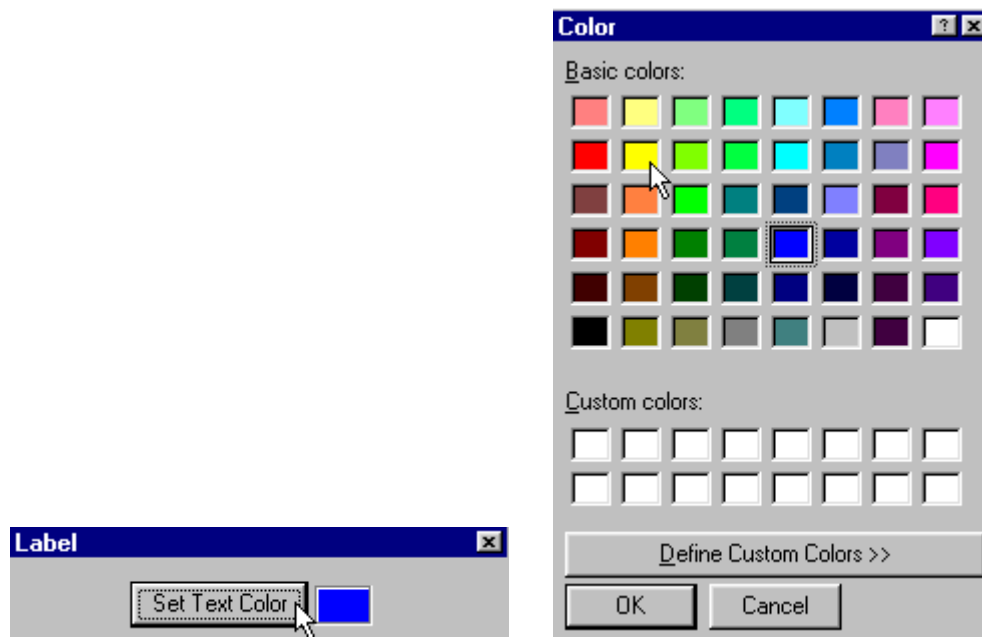 Color
Basic colors:
Custom colors:
Define Custom Colors >>
OK Cancel
Label
Set Text Color